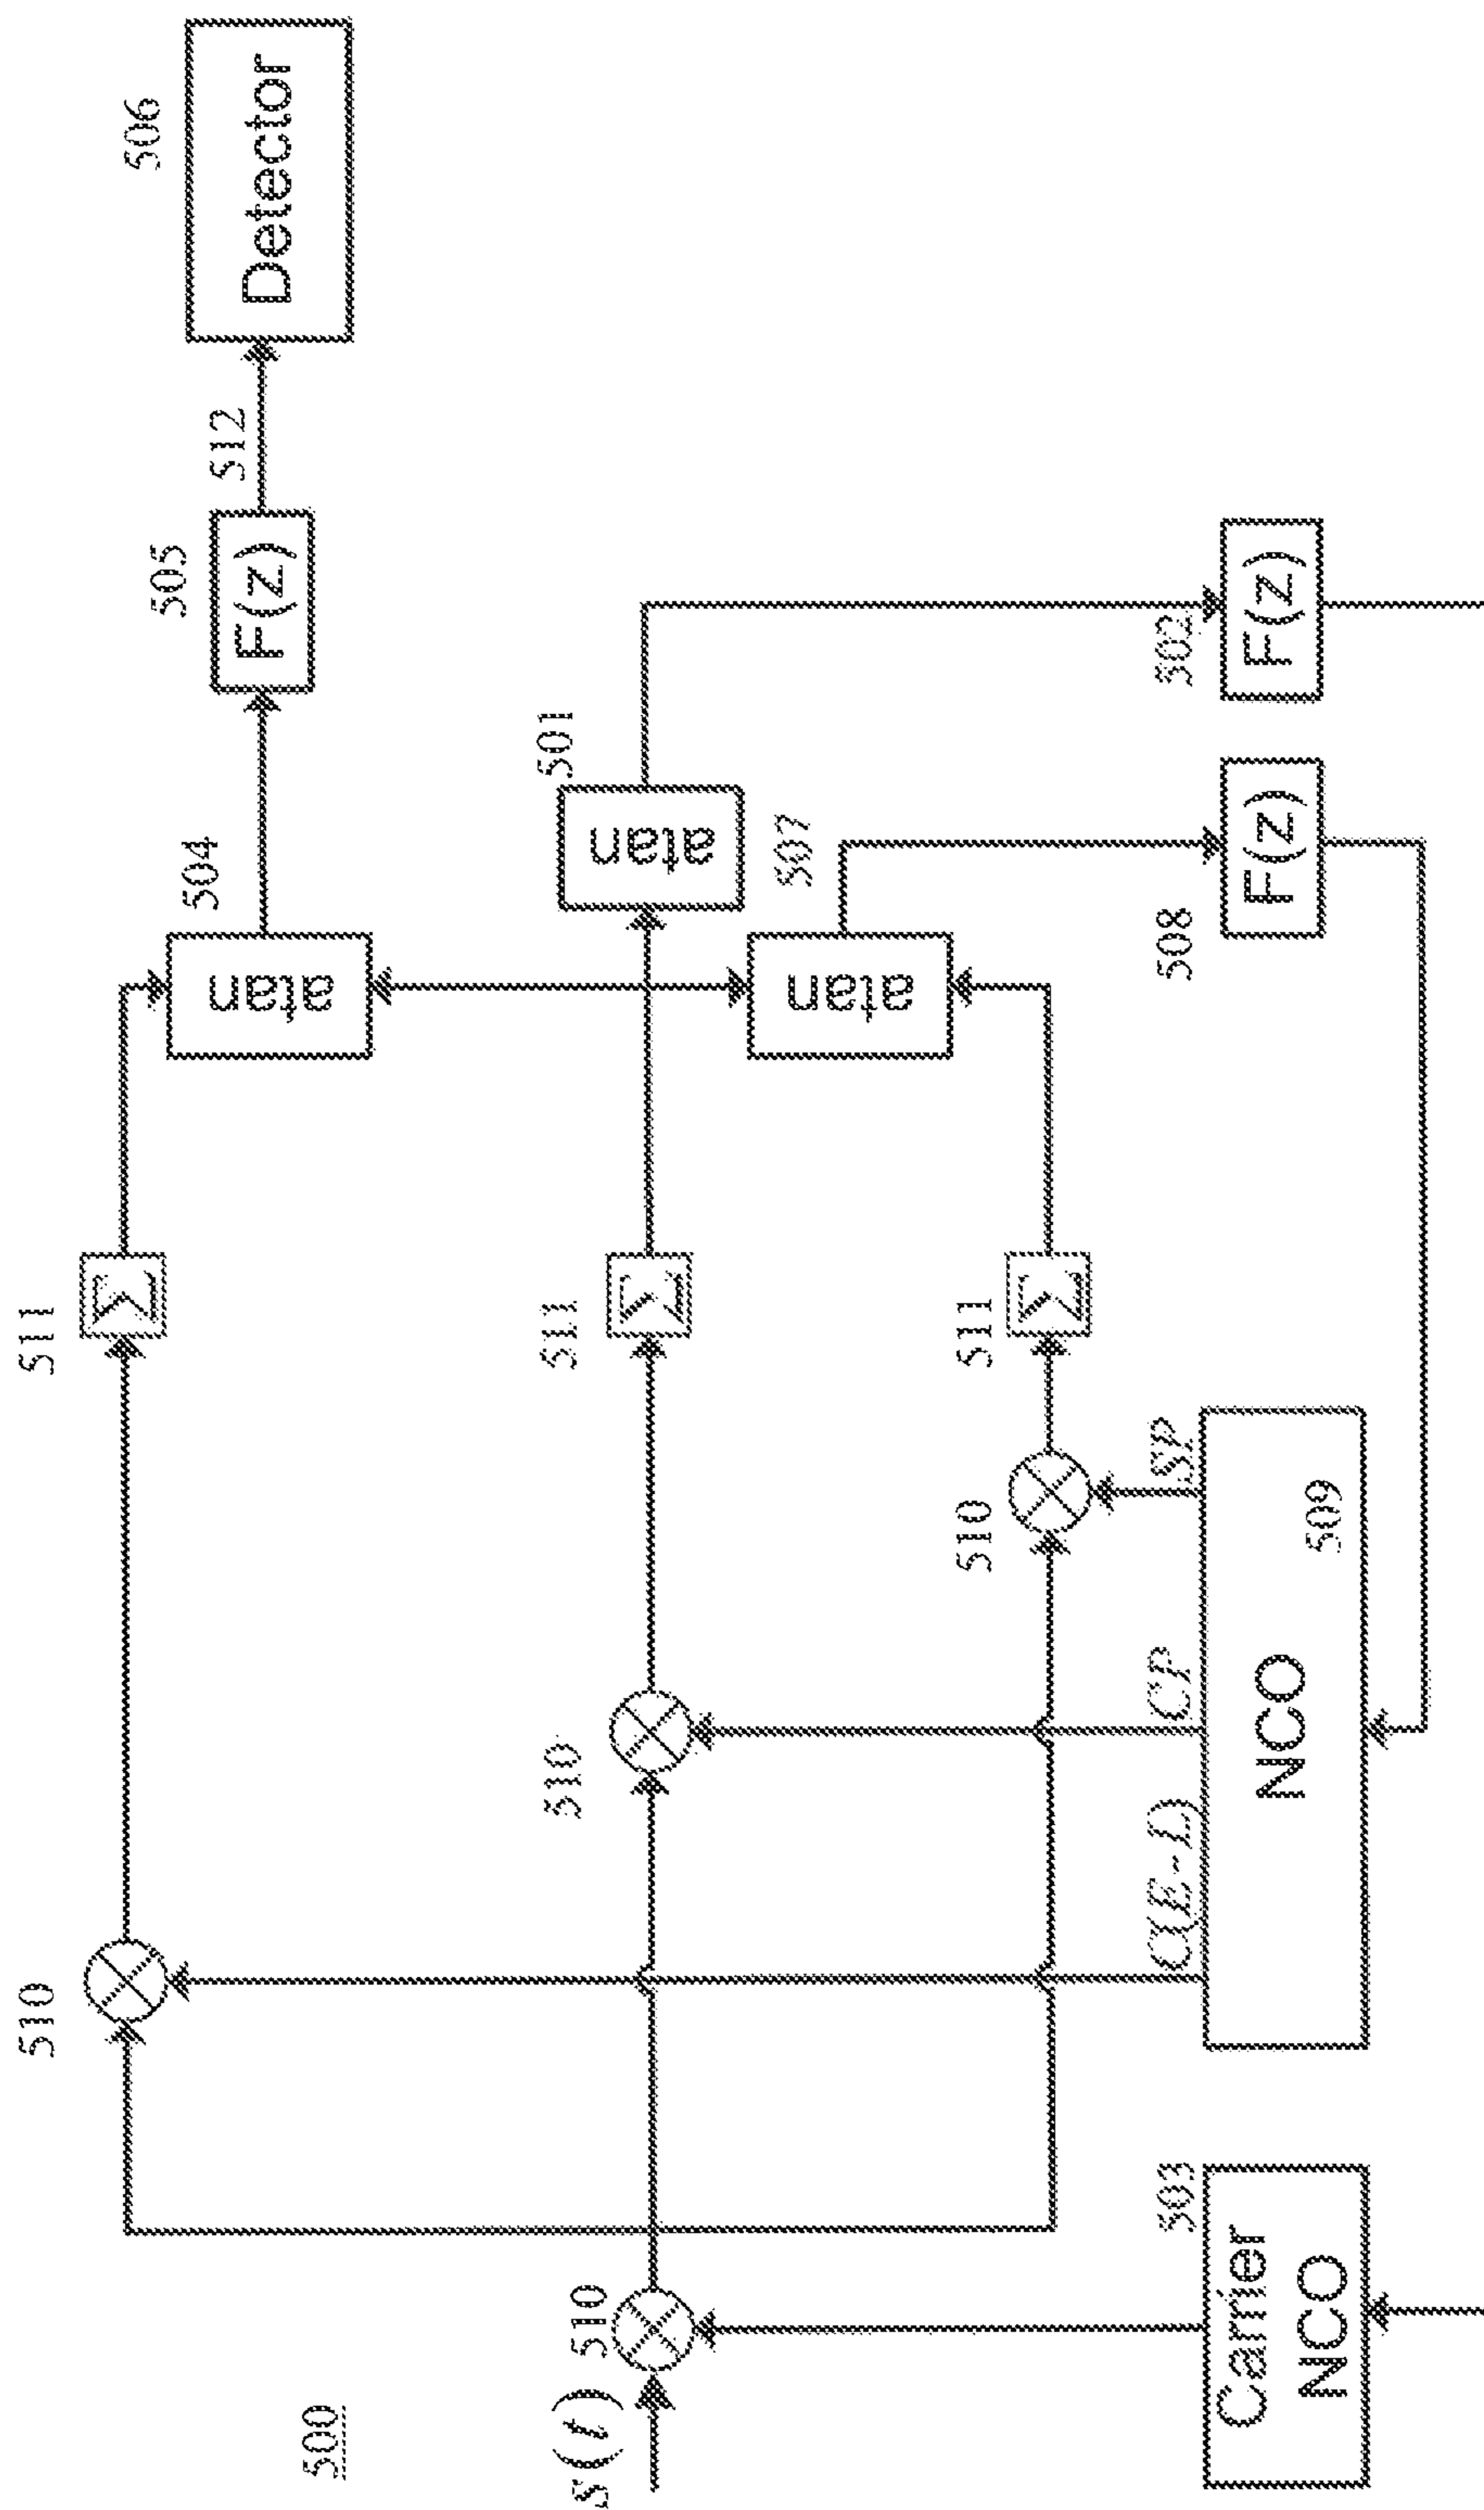 500
s(t)
510
Carrier
NCO
503
510
511
504
atan
505
F(z)
512
506
Detector
510
511
501
atan
507
atan
510
511
508
F(z)
502
F(z)
C(E-L)
CP
SP
NCO
509